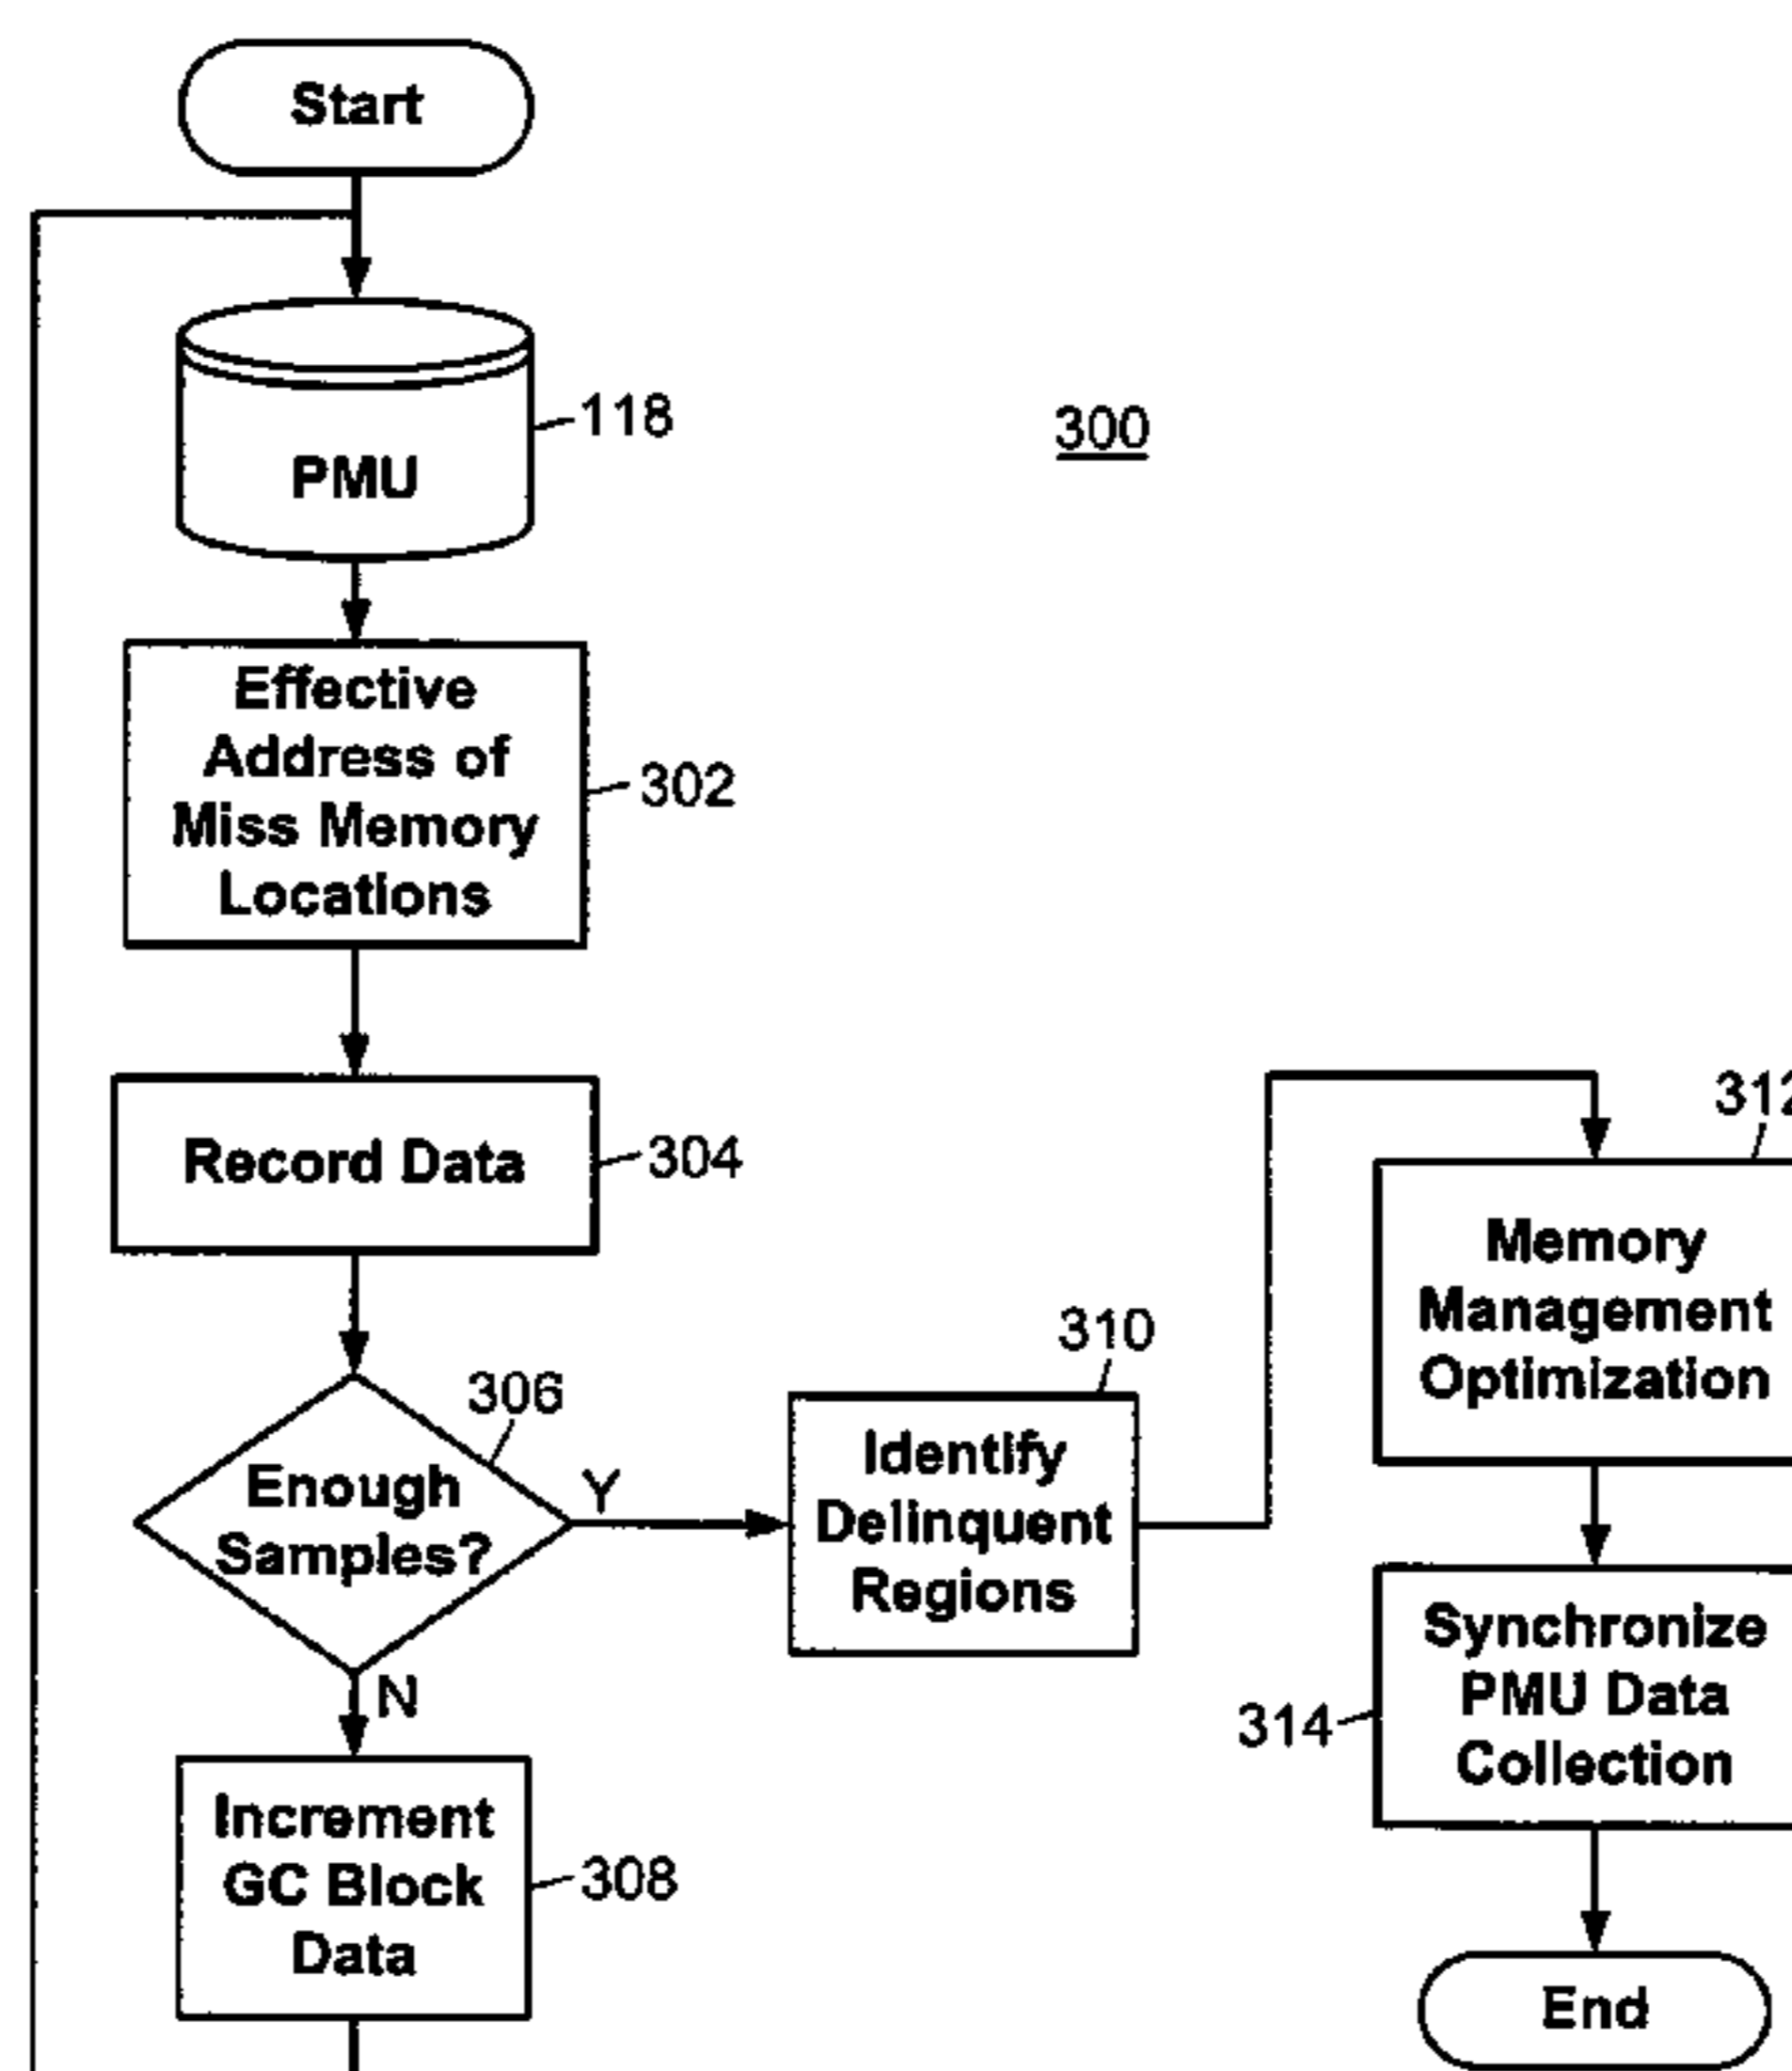 Start
118
PMU
300
Effective
Address of
Miss Memory
Locations
302
Record Data
304
306
Enough
Samples?
Y
N
Increment
GC Block
Data
308
310
Identify
Delinquent
Regions
312
Memory
Management
Optimization
Synchronize
PMU Data
Collection
314
End